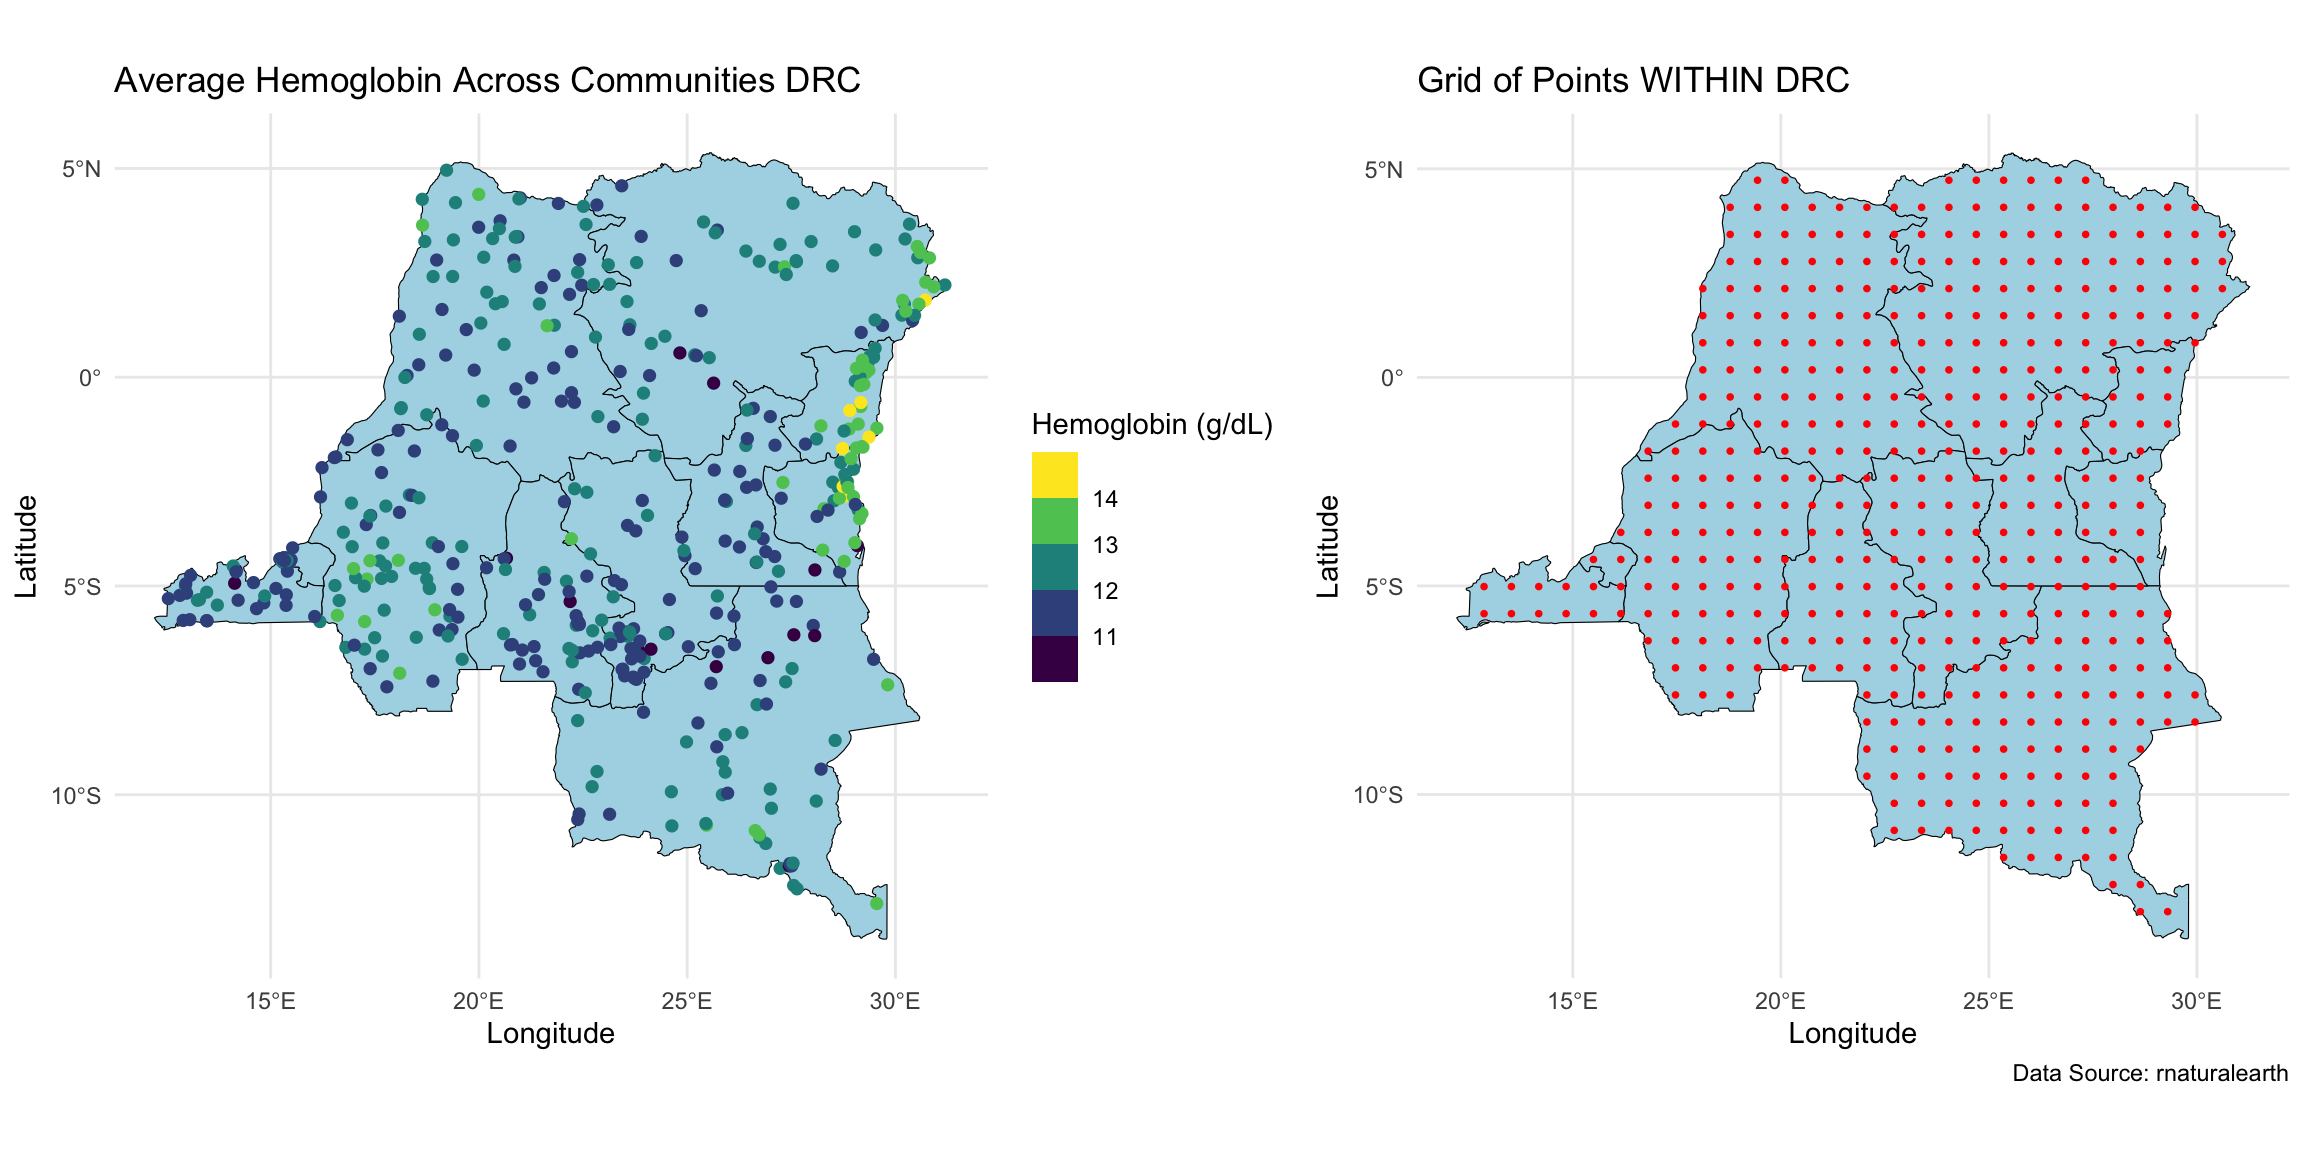 Average Hemoglobin Across Communities DRC
5°N
0°
5°S
10°S
Latitude
15°E
20°E
25°E
30°E
Longitude
Hemoglobin (g/dL)
14
13
12
11
Grid of Points WITHIN DRC
5°N
0°
5°S
10°S
Latitude
15°E
20°E
25°E
30°E
Longitude
Data Source: rnaturalearth